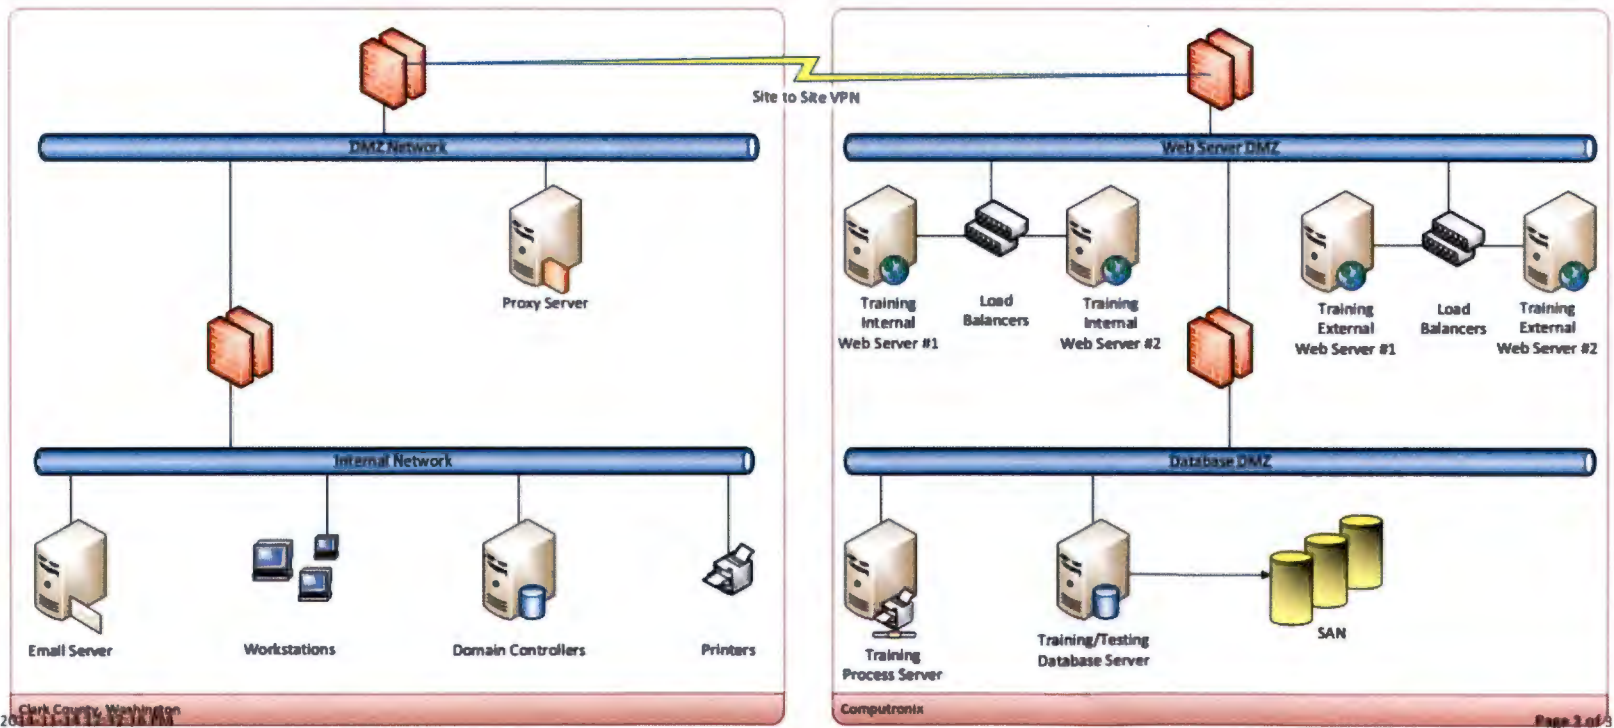 Site to Site VPN
DMZ Network
Proxy Server
Internal Network
Email Server
Workstations
Domain Controllers
Printers
Clark County, Washington
Web Server DMZ
Training
Internal
Web Server #1
Load
Balancers
Training
Internal
Web Server #2
Training
External
Web Server #1
Load
Balancers
Training
External
Web Server #2
Database DMZ
Training
Process Server
Training/Testing
Database Server
SAN
Computronix